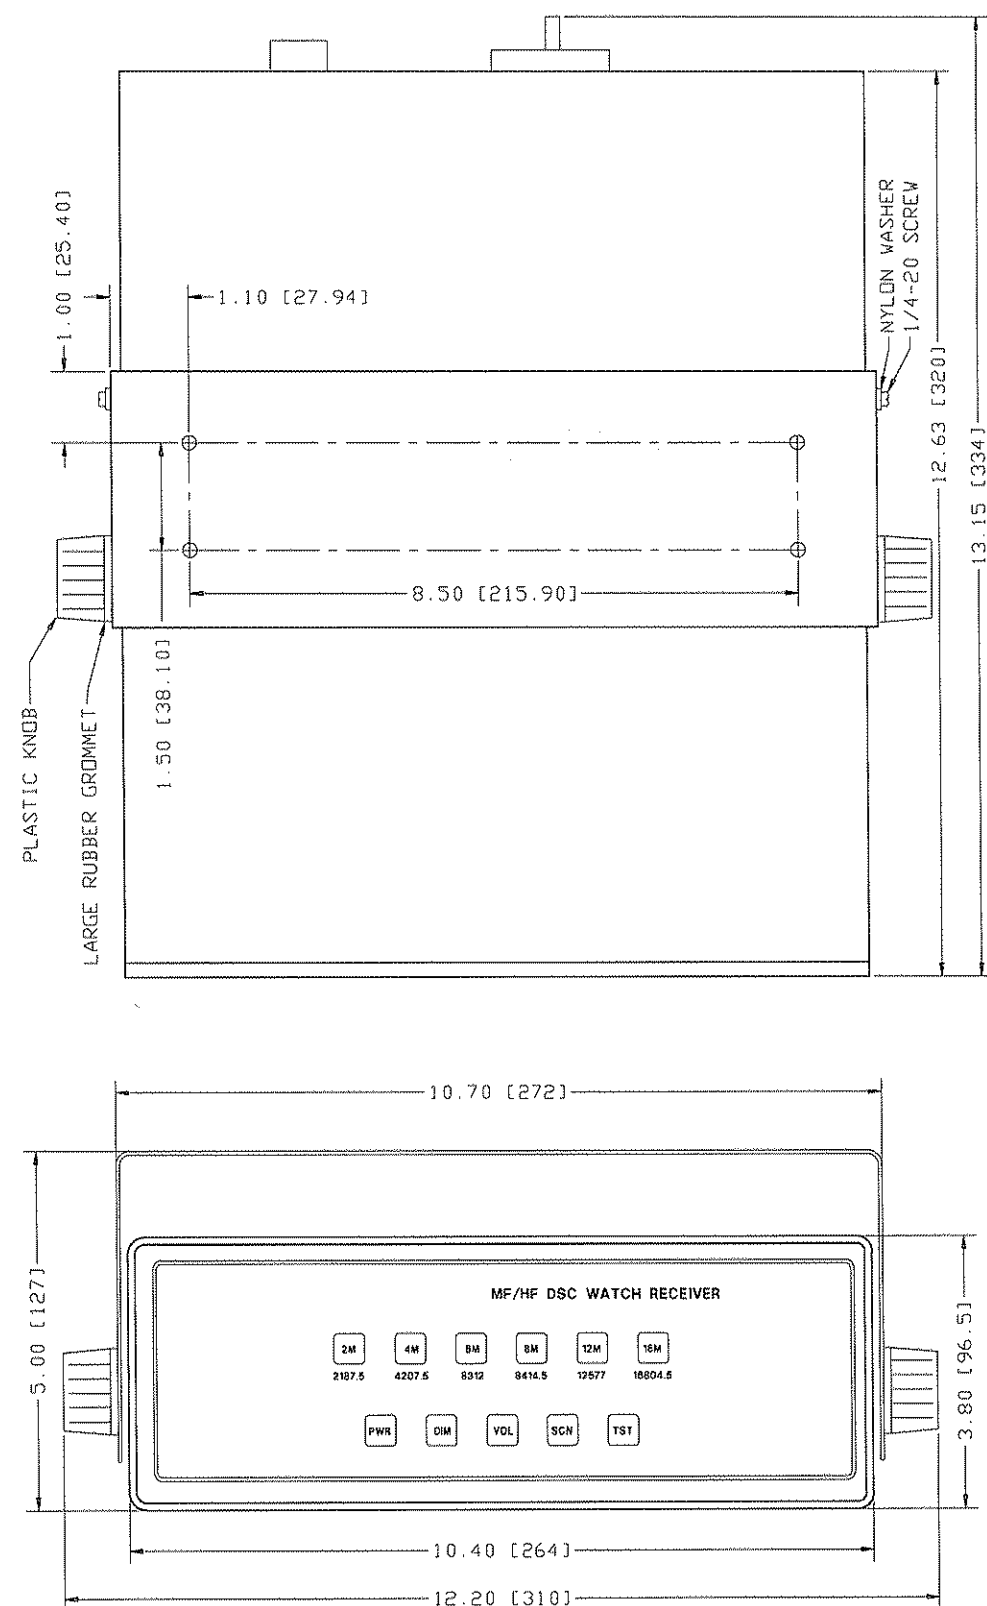 1.00 [25.40]
1.10 [27.94]
NYLON WASHER
1/4-20 SCREW
12.63 [320]
13.15 [334]
8.50 [215.90]
1.50 [38.10]
PLASTIC KNOB
LARGE RUBBER GROMMET
10.70 [272]
5.00 [127]
MF/HF DSC WATCH RECEIVER
2M 4M 6M 8M 12M 16M
2187.5 4207.5 6312 8414.5 12577 16804.5
PWR DIM VOL SCN TST
3.80 [96.5]
10.40 [264]
12.20 [310]